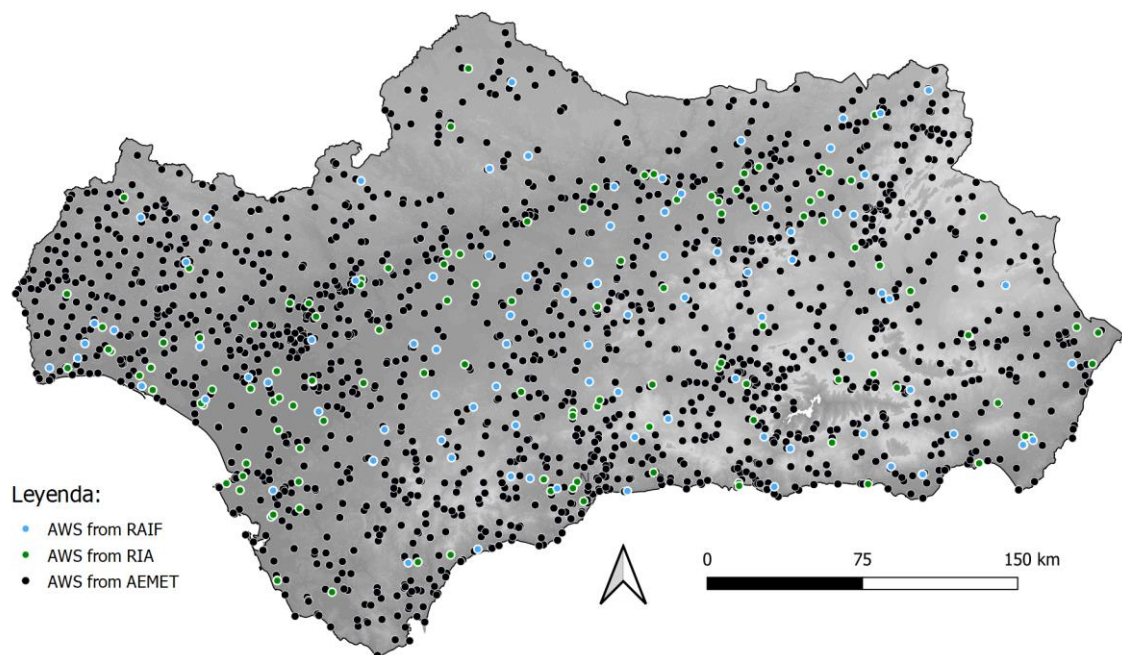 Leyenda:
AWS from RAIF
AWS from RIA
AWS from AEMET
0 75 150 km